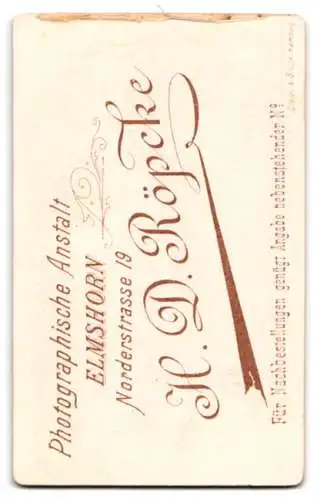 Photographische Anstalt
ELMSHORN
Norderstrasse 19
H. D. Röpcke
Für Nachbestellungen genügt Angabe nebenstehender Nº